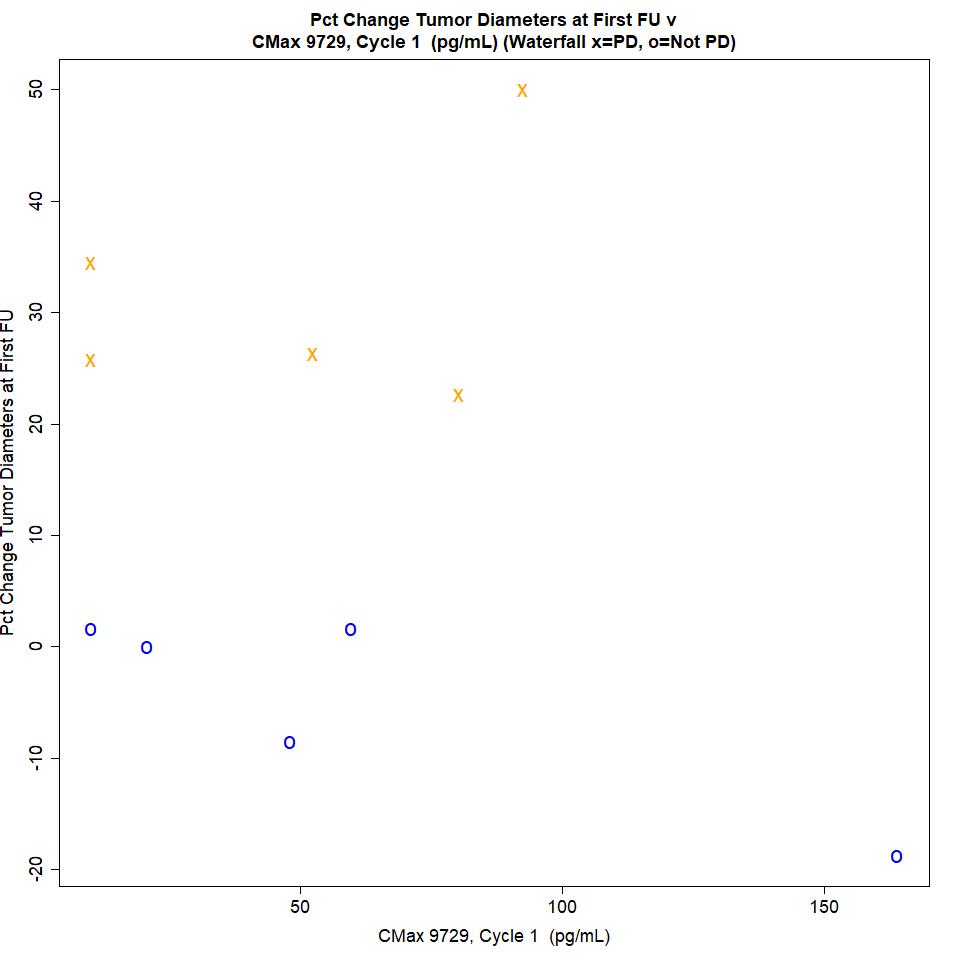 Pct Change Tumor Diameters at First FU v
CMax 9729, Cycle 1  (pg/mL) (Waterfall x=PD, o=Not PD)
Pct Change Tumor Diameters at First FU
50
40
30
20
10
0
-10
-20
X
X
X
X
X
O
O
O
O
O
50 100 150
CMax 9729, Cycle 1  (pg/mL)